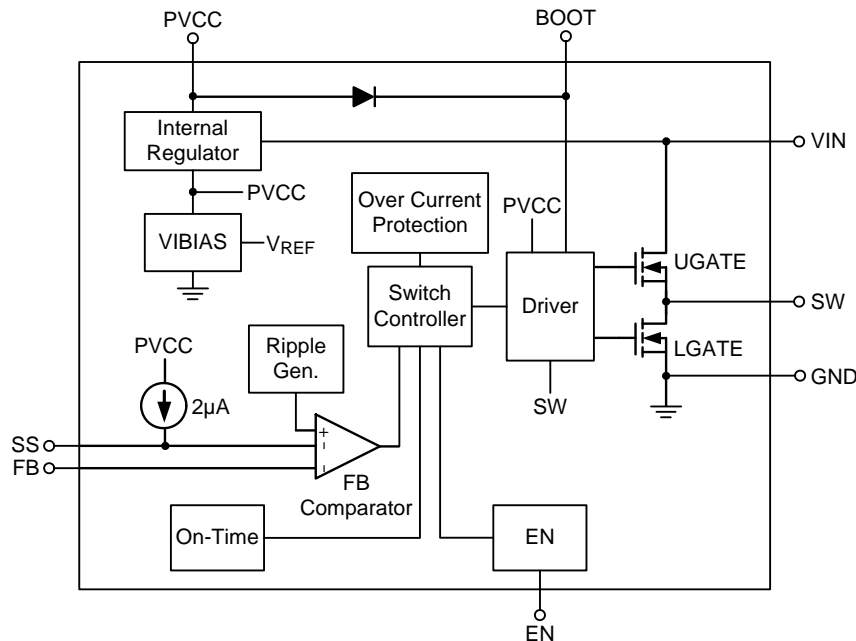 PVCC
BOOT
Internal
Regulator
VIN
PVCC
Over Current
Protection
PVCC
VIBIAS
VREF
UGATE
Switch
Controller
Driver
SW
PVCC
Ripple
Gen.
LGATE
GND
2µA
SW
SS
+
-
FB
-
FB
Comparator
On-Time
EN
EN